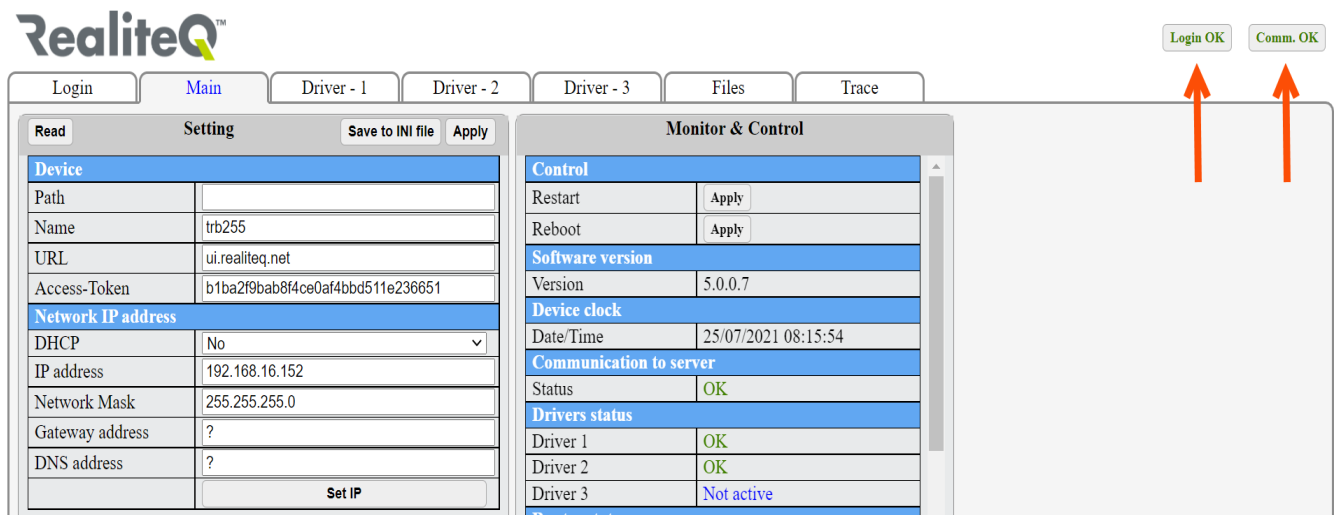 RealiteQ™
Login OK Comm. OK
Login Main Driver - 1 Driver - 2 Driver - 3 Files Trace
Read Setting Save to INI file Apply
Device
Path
Name trb255
URL ui.realiteq.net
Access-Token b1ba2f9bab8f4ce0af4bbd511e236651
Network IP address
DHCP No
IP address 192.168.16.152
Network Mask 255.255.255.0
Gateway address ?
DNS address ?
Set IP
Monitor & Control
Control
Restart Apply
Reboot Apply
Software version
Version 5.0.0.7
Device clock
Date/Time 25/07/2021 08:15:54
Communication to server
Status OK
Drivers status
Driver 1 OK
Driver 2 OK
Driver 3 Not active